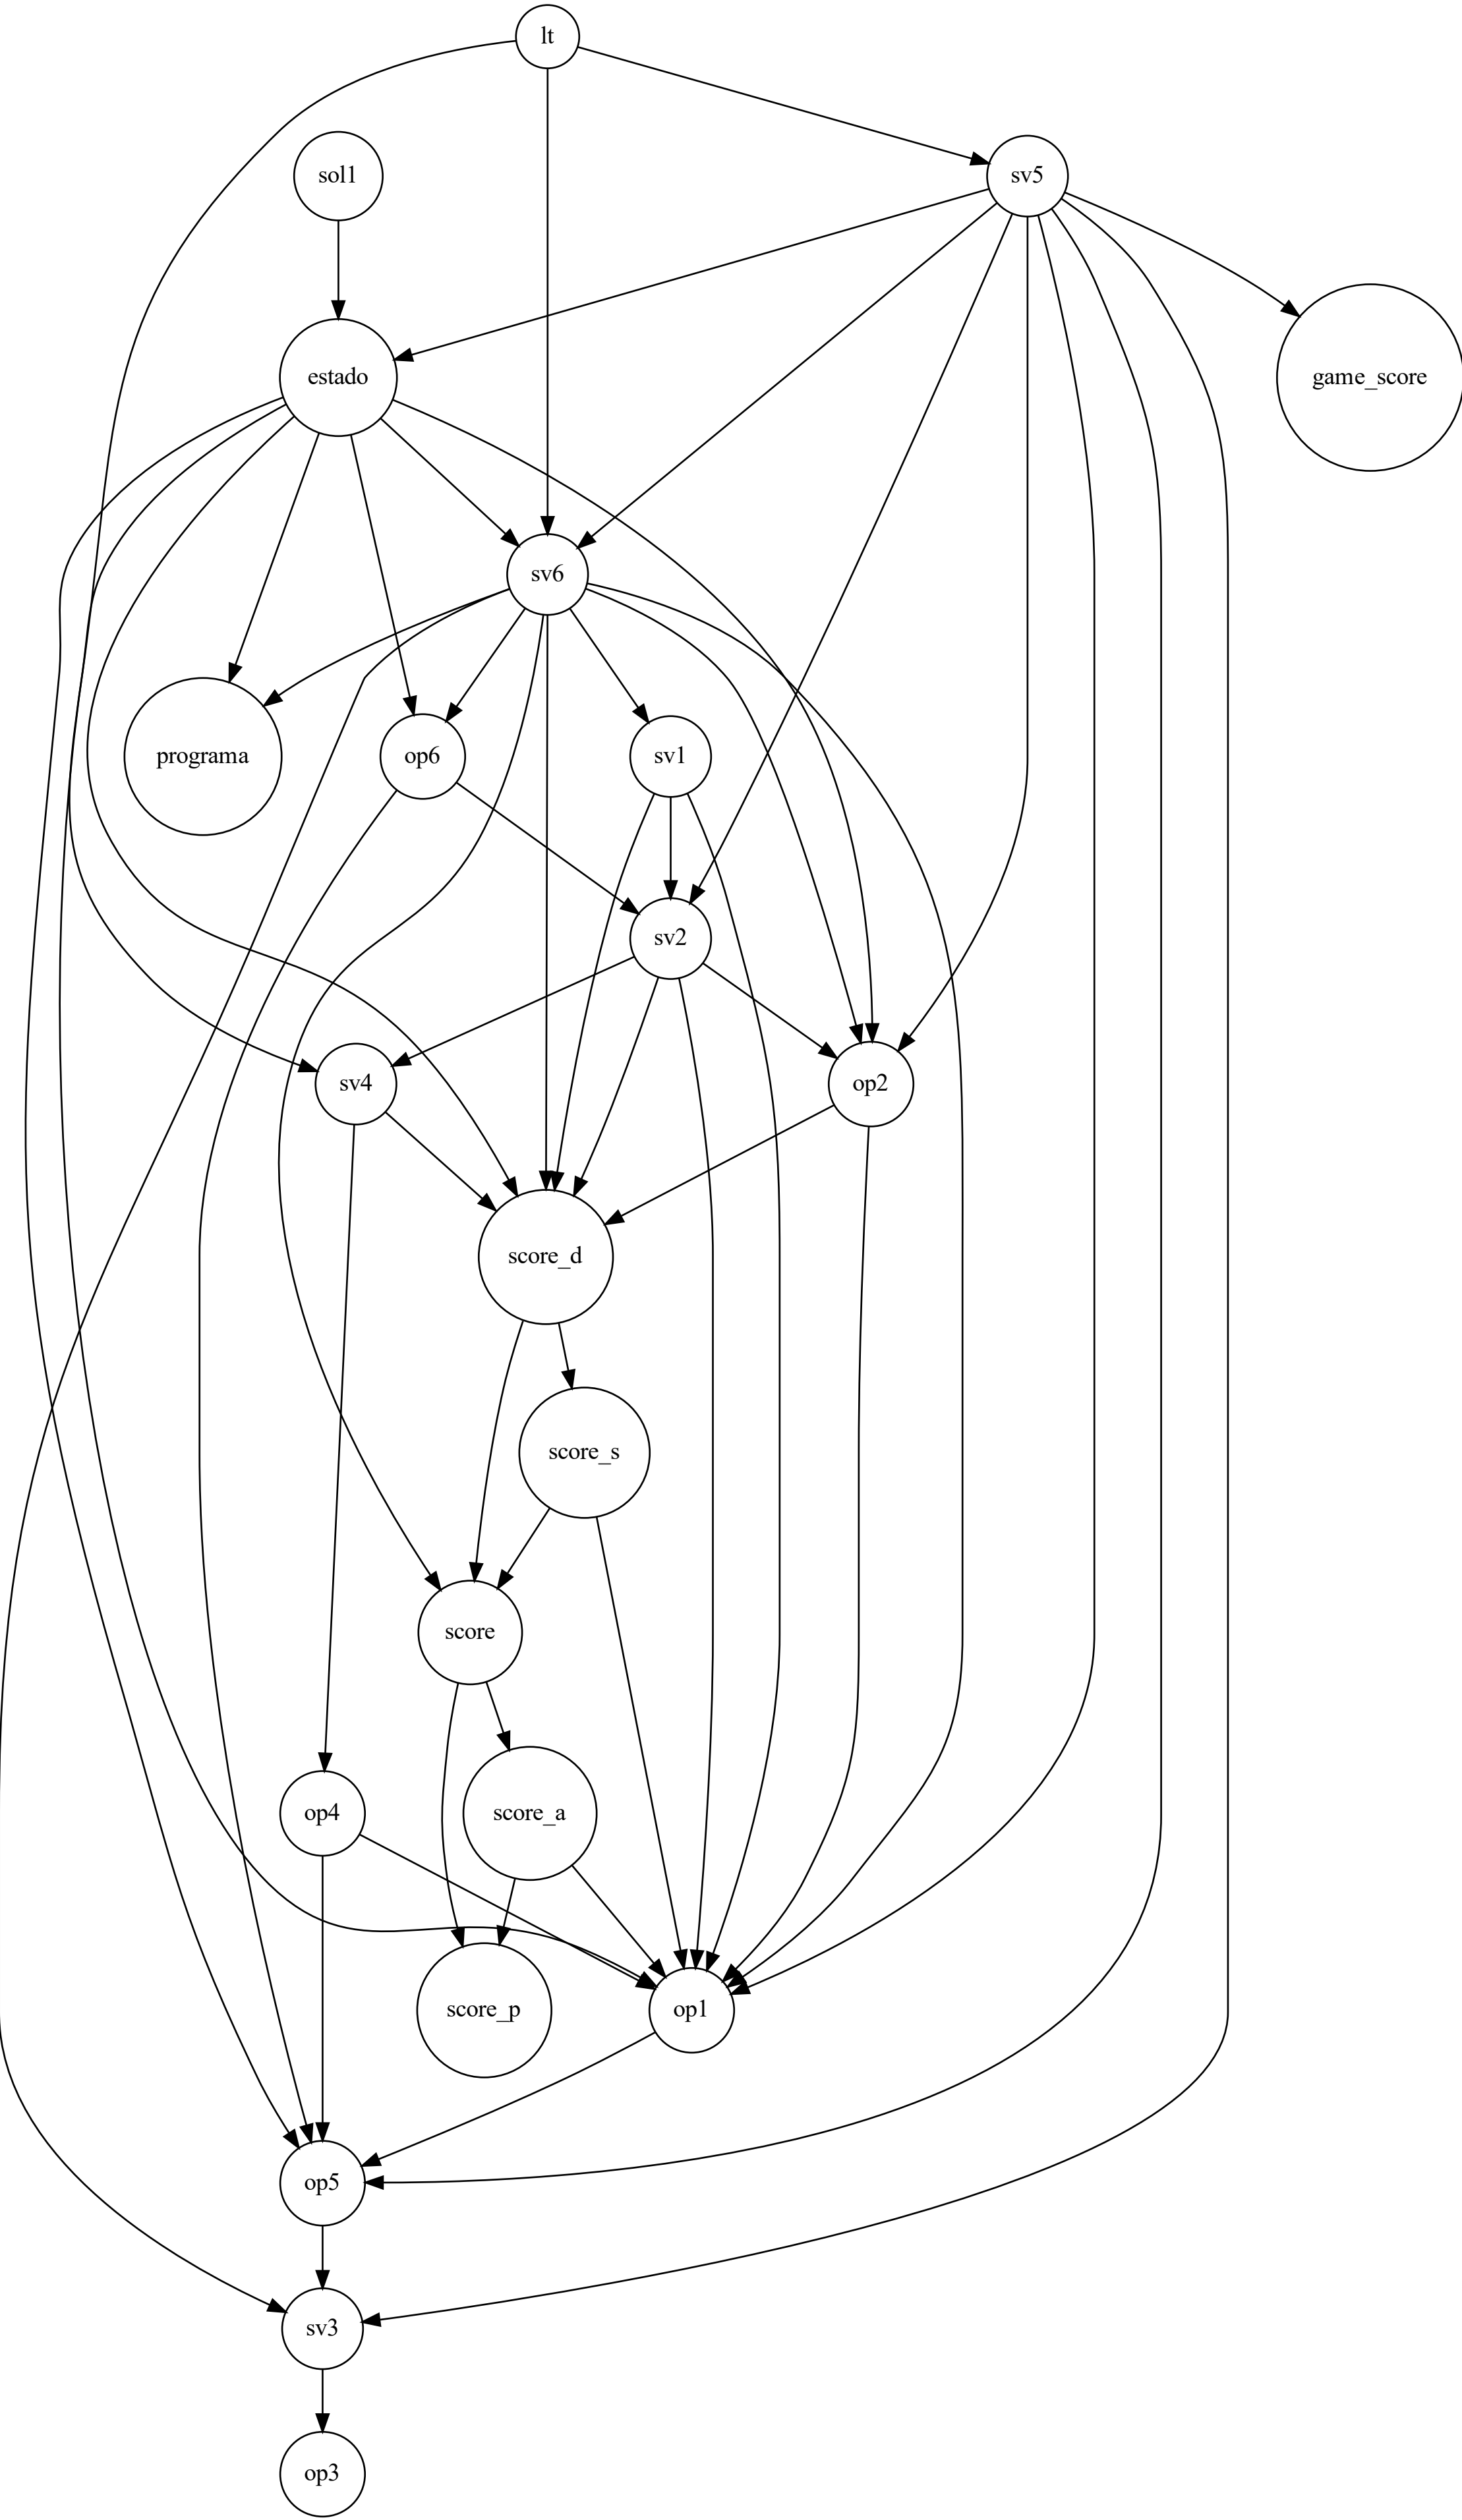 lt
sol1
sv5
estado
game_score
sv6
programa
op6
sv1
sv2
sv4
op2
score_d
score_s
score
op4
score_a
score_p
op1
op5
sv3
op3